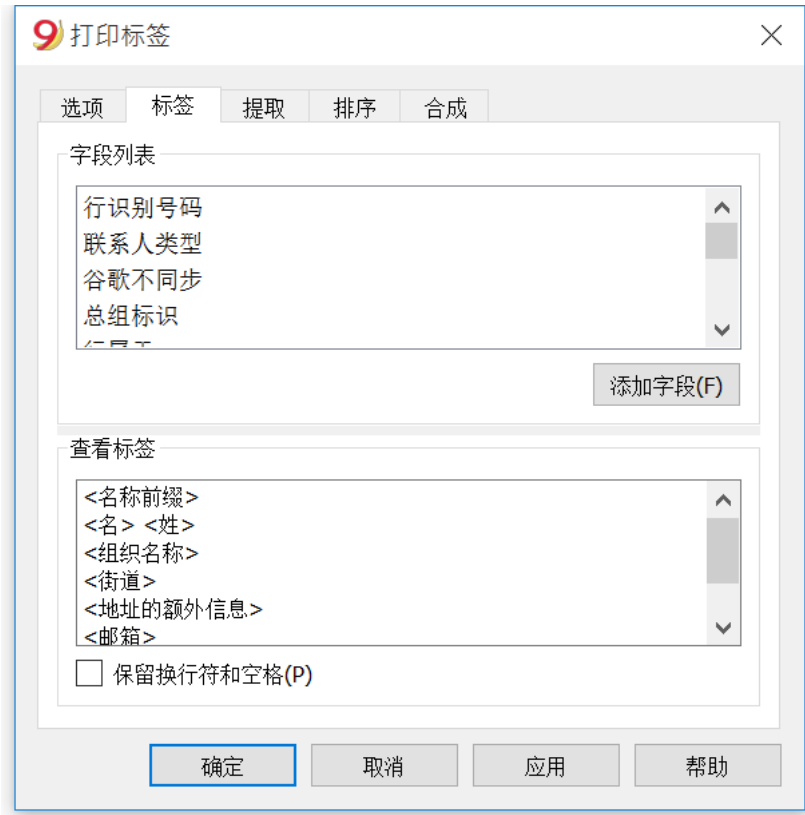 9 打印标签
选项 标签 提取 排序 合成
字段列表
行识别号码
联系人类型
谷歌不同步
总组标识
添加字段(F)
查看标签
<名称前缀>
<名> <姓>
<组织名称>
<街道>
<地址的额外信息>
<邮箱>
保留换行符和空格(P)
确定 取消 应用 帮助